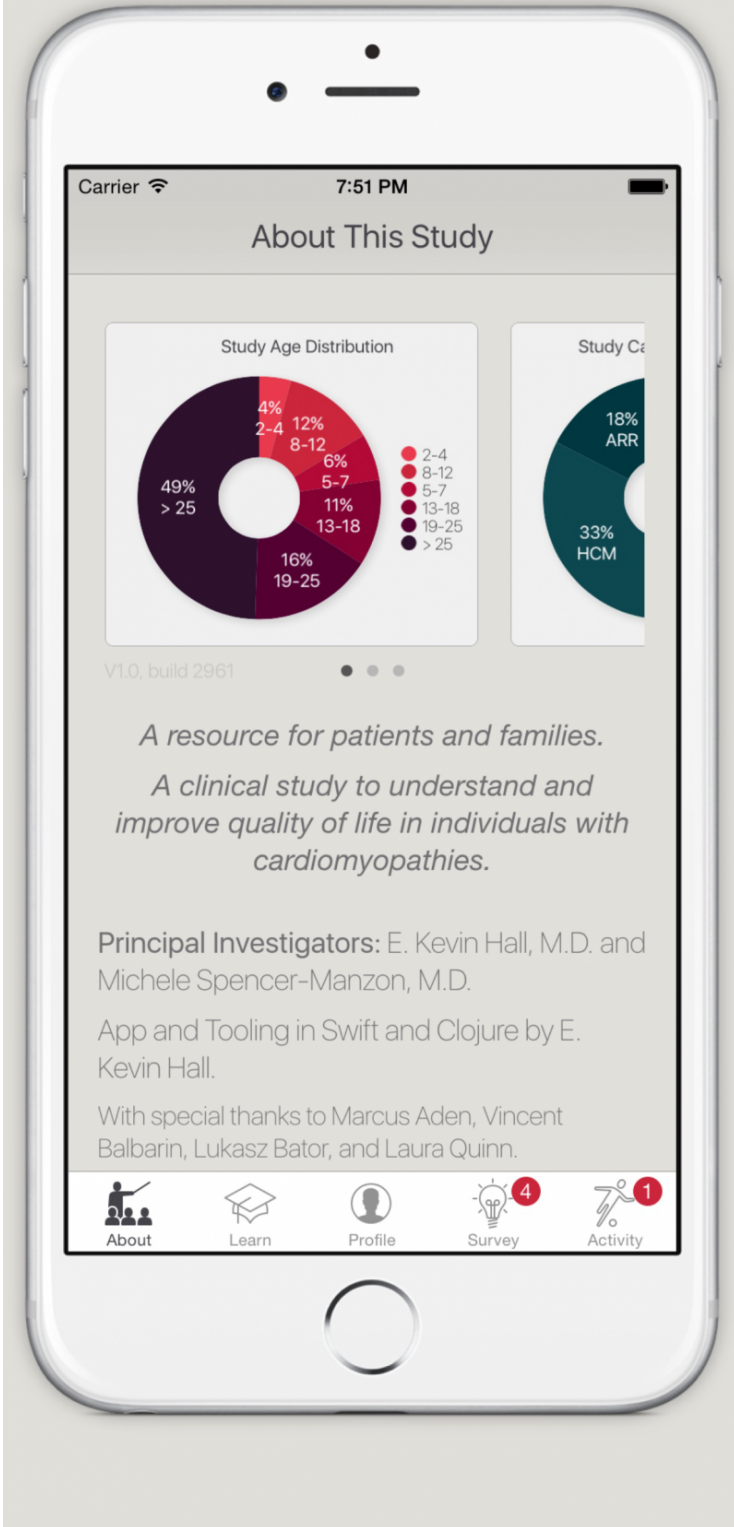 Carrier
7:51 PM
About This Study
Study Age Distribution
4%
2-4
12%
8-12
6%
5-7
11%
13-18
16%
19-25
49%
> 25
2-4
8-12
5-7
13-18
19-25
> 25
Study Ca
18%
ARR
33%
HCM
V1.0, build 2961
A resource for patients and families.
A clinical study to understand and
improve quality of life in individuals with
cardiomyopathies.
Principal Investigators: E. Kevin Hall, M.D. and
Michele Spencer-Manzon, M.D.
App and Tooling in Swift and Clojure by E.
Kevin Hall.
With special thanks to Marcus Aden, Vincent
Balbarin, Lukasz Bator, and Laura Quinn.
4
1
About
Learn
Profile
Survey
Activity